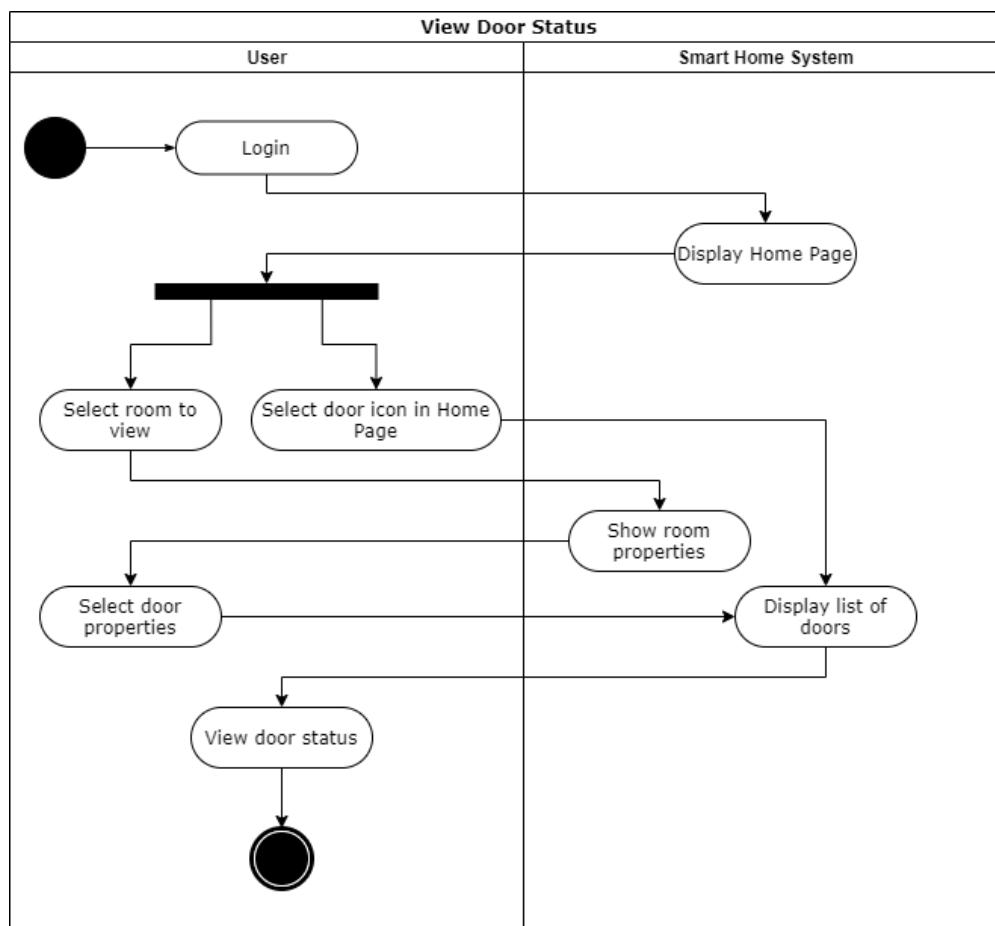 View Door Status
User
Smart Home System
Login
Display Home Page
Select room to
view
Select door icon in Home
Page
Show room
properties
Select door
properties
Display list of
doors
View door status